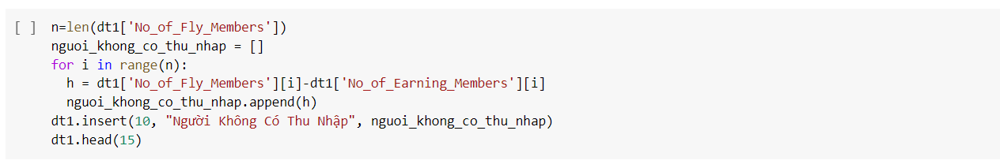 [ ] n=len(dt1['No_of_Fly_Members'])
nguoi_khong_co_thu_nhap = []
for i in range(n):
  h = dt1['No_of_Fly_Members'][i]-dt1['No_of_Earning_Members'][i]
  nguoi_khong_co_thu_nhap.append(h)
dt1.insert(10, "Người Không Có Thu Nhập", nguoi_khong_co_thu_nhap)
dt1.head(15)